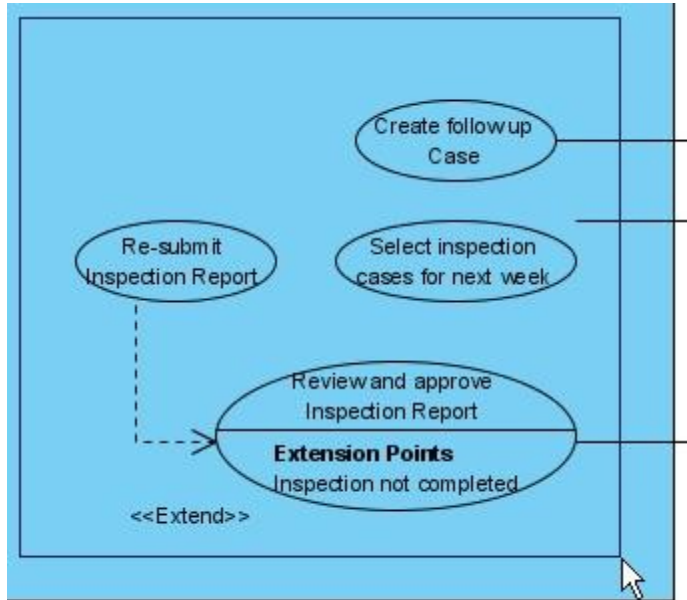 Create followup
Case
Re-submit
Inspection Report
Select inspection
cases for next week
Review and approve
Inspection Report
Extension Points
Inspection not completed
<<Extend>>